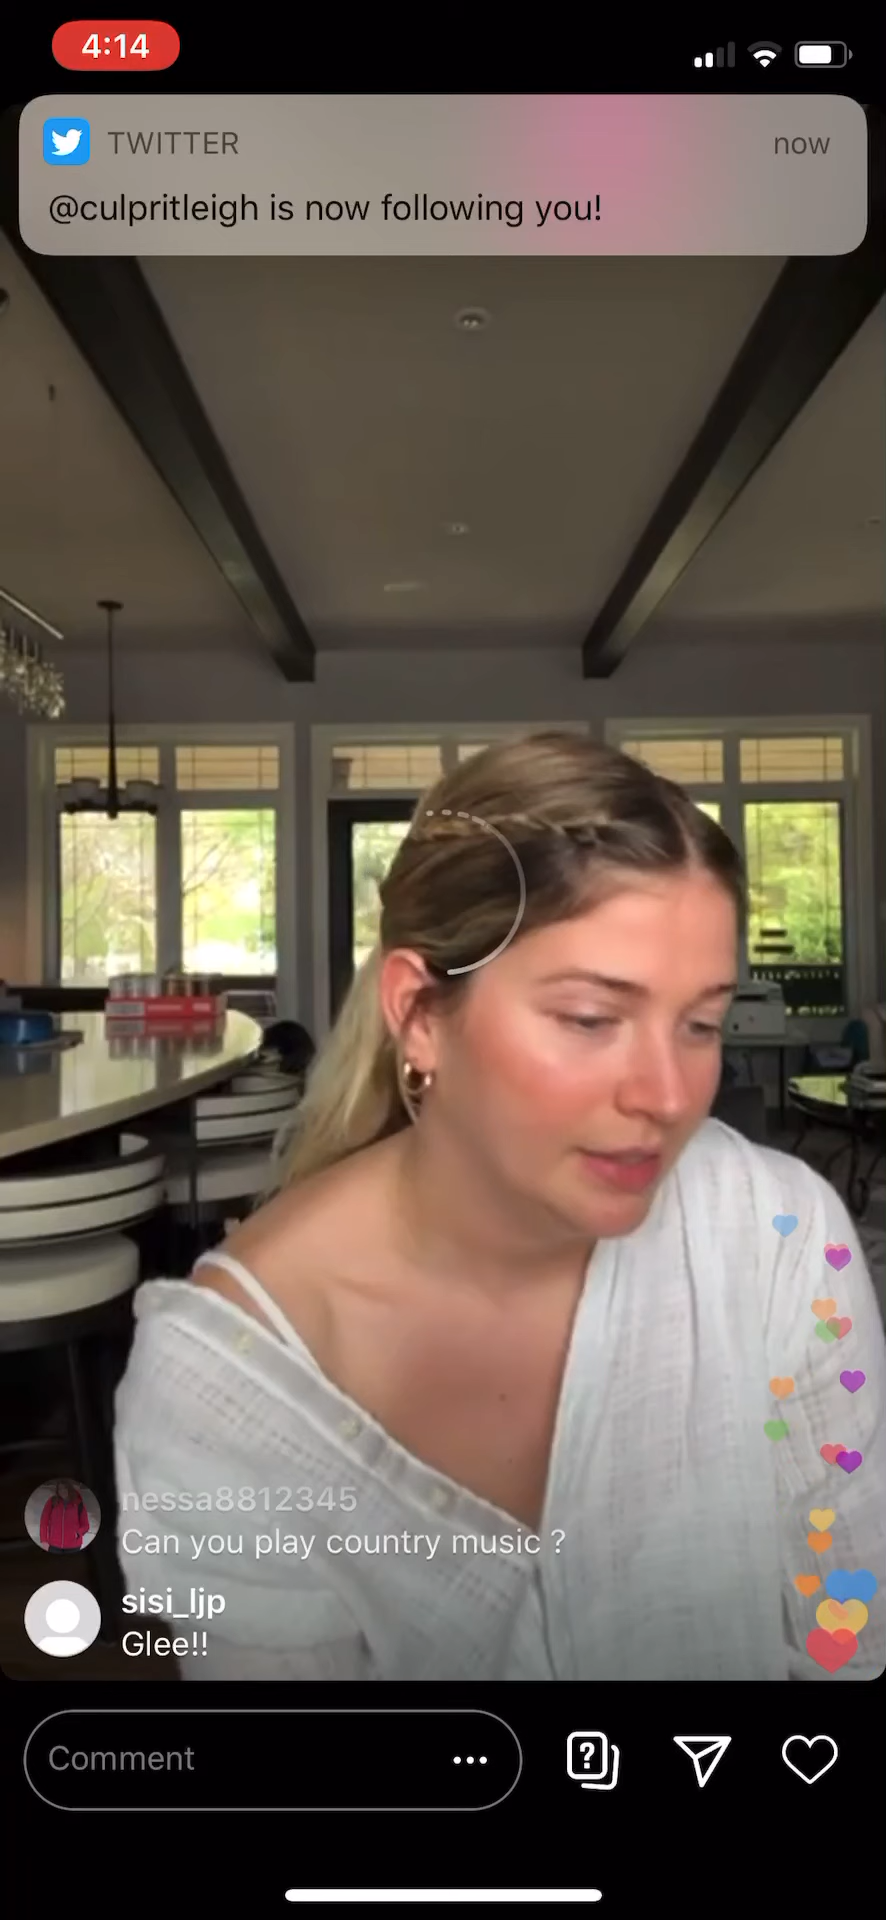 4:14
TWITTER
now
@culpritleigh is now following you!
nessa8812345
Can you play country music ?
sisi_ljp
Glee!!
Comment